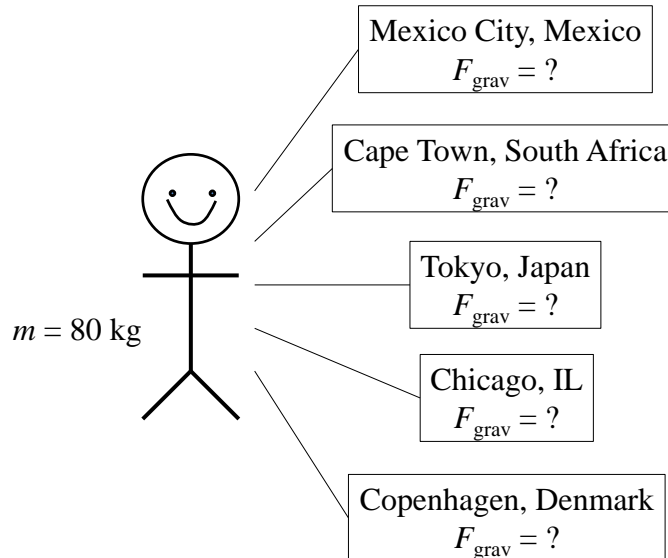 Mexico City, Mexico
F_grav = ?
Cape Town, South Africa
F_grav = ?
Tokyo, Japan
F_grav = ?
m = 80 kg
Chicago, IL
F_grav = ?
Copenhagen, Denmark
F_grav = ?